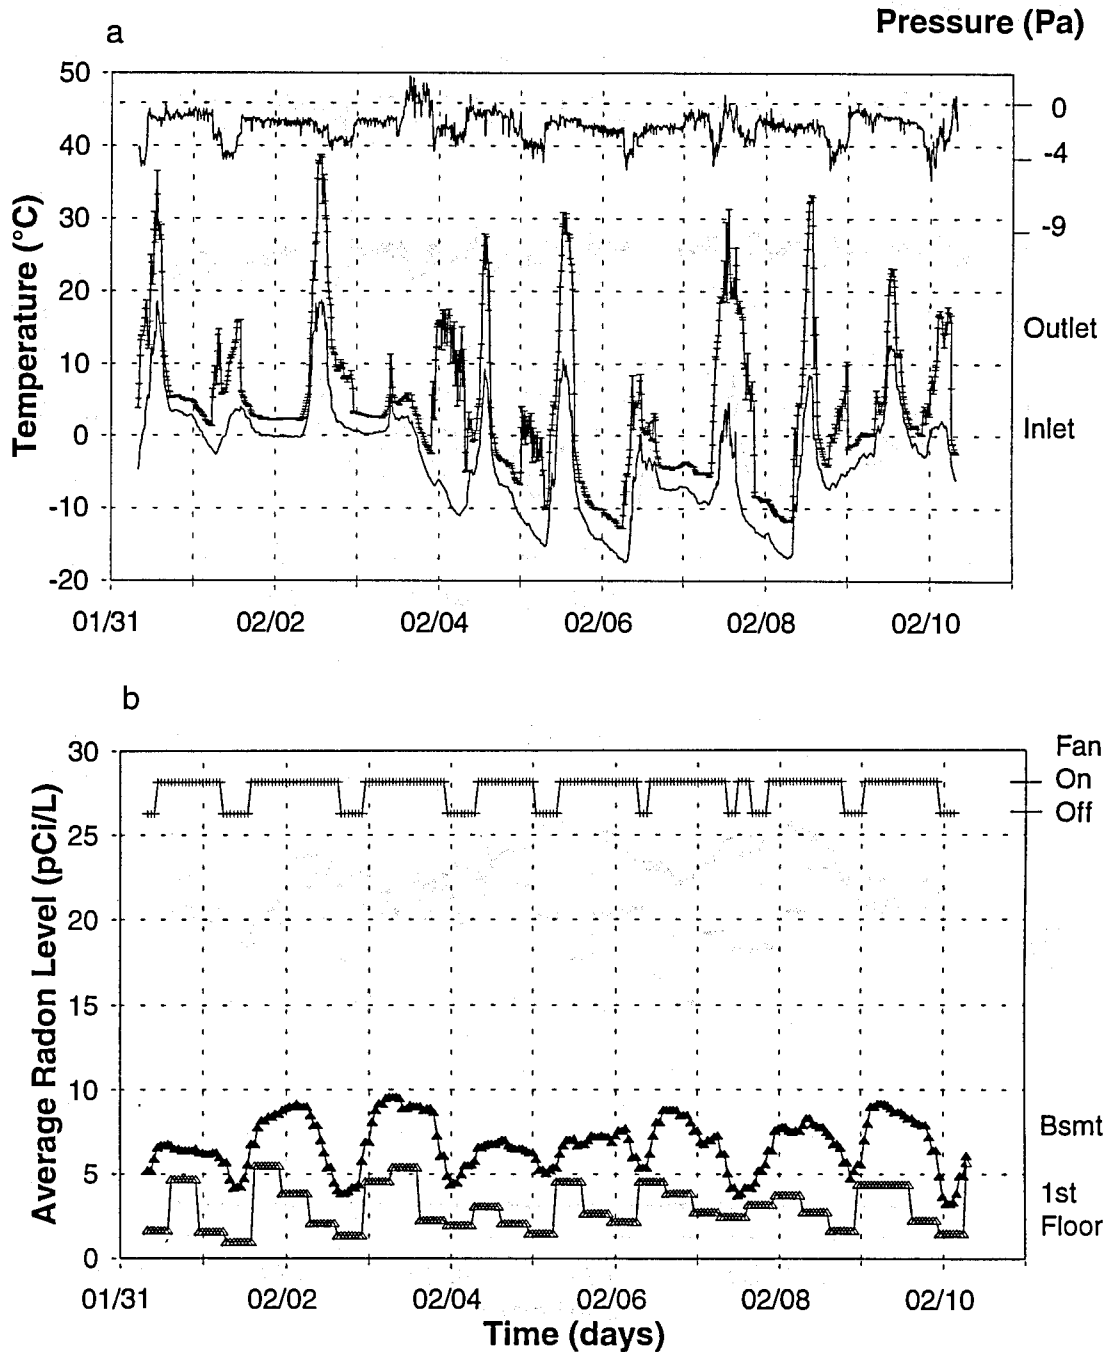 a
Pressure (Pa)
50
40
30
20
10
0
-10
-20
Temperature (°C)
0
-4
-9
Outlet
Inlet
01/31 02/02 02/04 02/06 02/08 02/10
b
30
25
20
15
10
5
0
Average Radon Level (pCi/L)
Fan
On
Off
Bsmt
1st
Floor
01/31 02/02 02/04 02/06 02/08 02/10
Time (days)